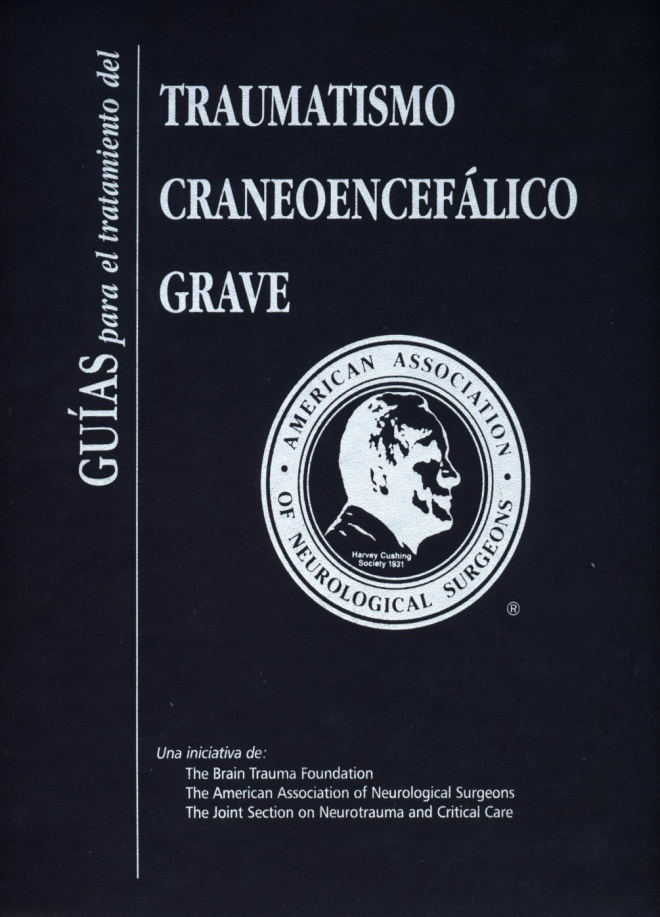 GUÍAS para el tratamiento del
TRAUMATISMO
CRANEOENCEFÁLICO
GRAVE
AMERICAN ASSOCIATION
OF NEUROLOGICAL SURGEONS
Harvey Cushing
Society 1931
®
Una iniciativa de:
The Brain Trauma Foundation
The American Association of Neurological Surgeons
The Joint Section on Neurotrauma and Critical Care